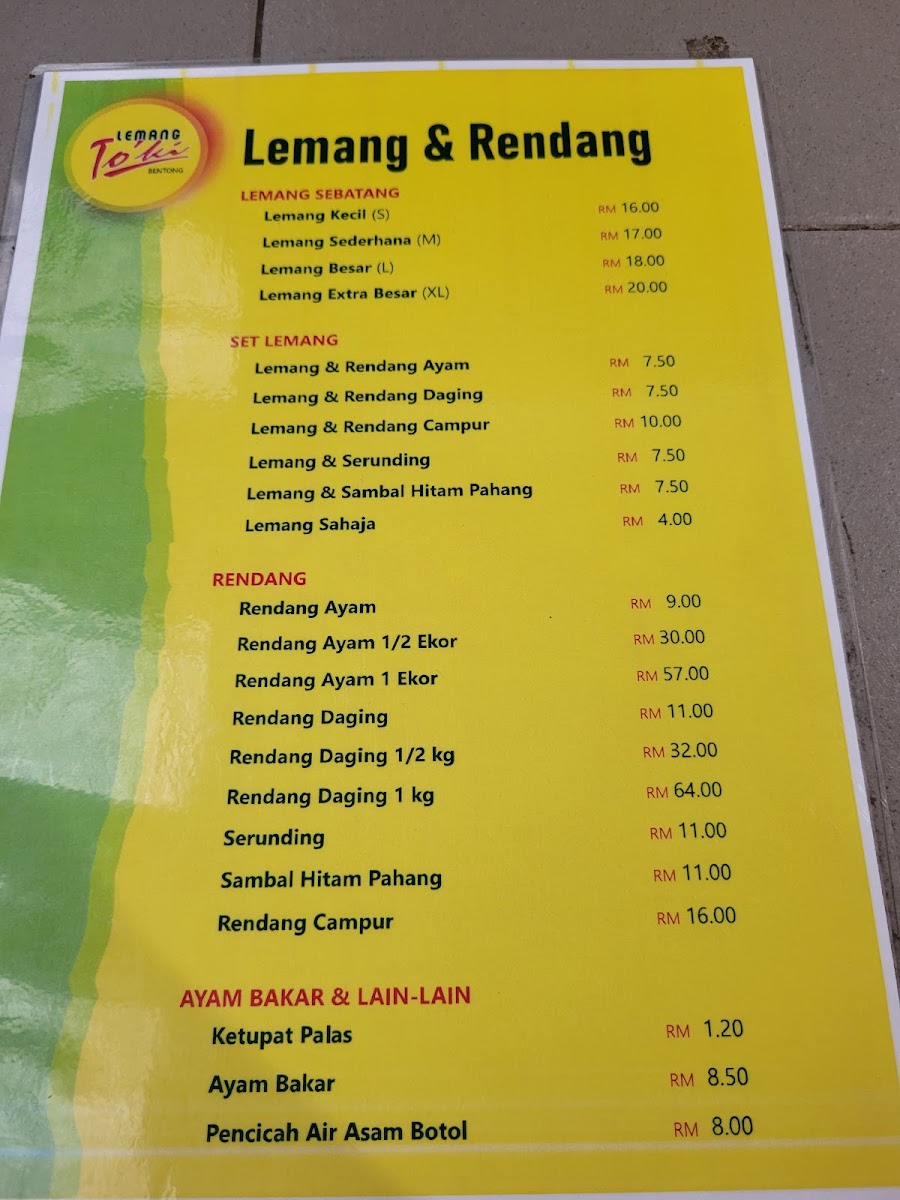 LEMANG
To'ki
BENTONG
Lemang & Rendang
LEMANG SEBATANG
Lemang Kecil (S) RM 16.00
Lemang Sederhana (M) RM 17.00
Lemang Besar (L) RM 18.00
Lemang Extra Besar (XL) RM 20.00
SET LEMANG
Lemang & Rendang Ayam RM 7.50
Lemang & Rendang Daging RM 7.50
Lemang & Rendang Campur RM 10.00
Lemang & Serunding RM 7.50
Lemang & Sambal Hitam Pahang RM 7.50
Lemang Sahaja RM 4.00
RENDANG
Rendang Ayam RM 9.00
Rendang Ayam 1/2 Ekor RM 30.00
Rendang Ayam 1 Ekor RM 57.00
Rendang Daging RM 11.00
Rendang Daging 1/2 kg RM 32.00
Rendang Daging 1 kg RM 64.00
Serunding RM 11.00
Sambal Hitam Pahang RM 11.00
Rendang Campur RM 16.00
AYAM BAKAR & LAIN-LAIN
Ketupat Palas RM 1.20
Ayam Bakar RM 8.50
Pencicah Air Asam Botol RM 8.00